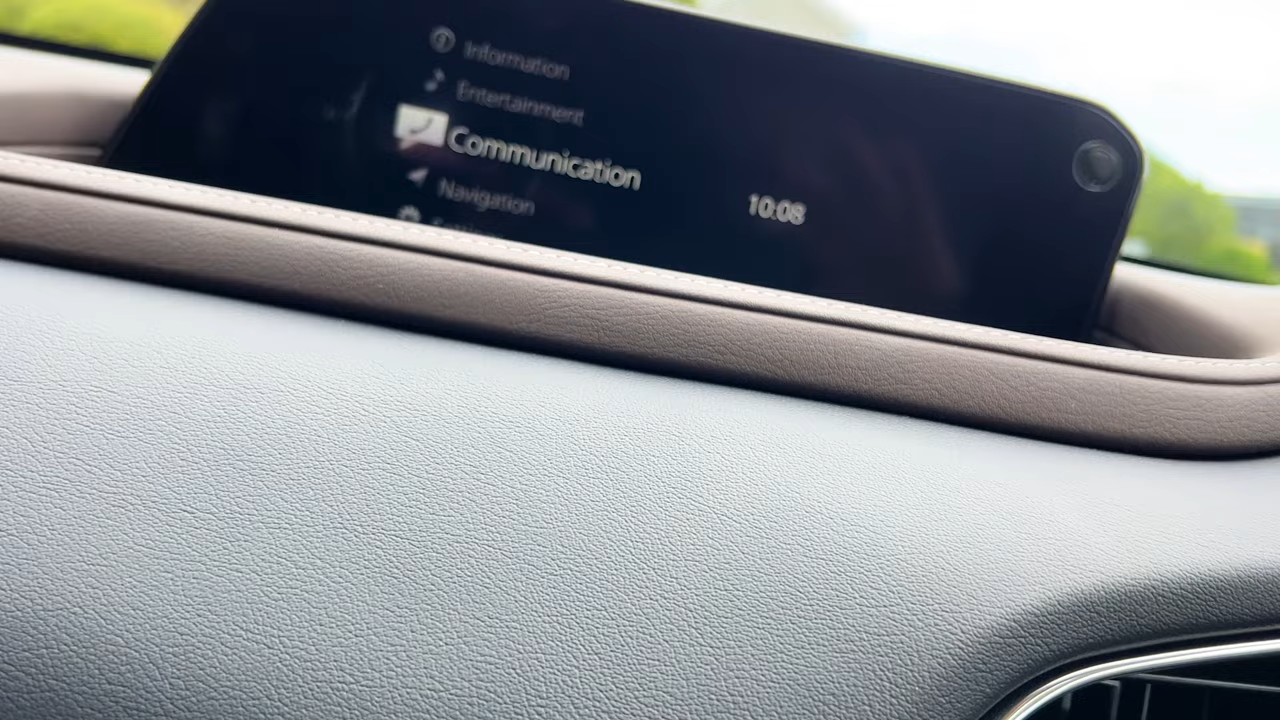 Information
Entertainment
Communication
Navigation
10:08